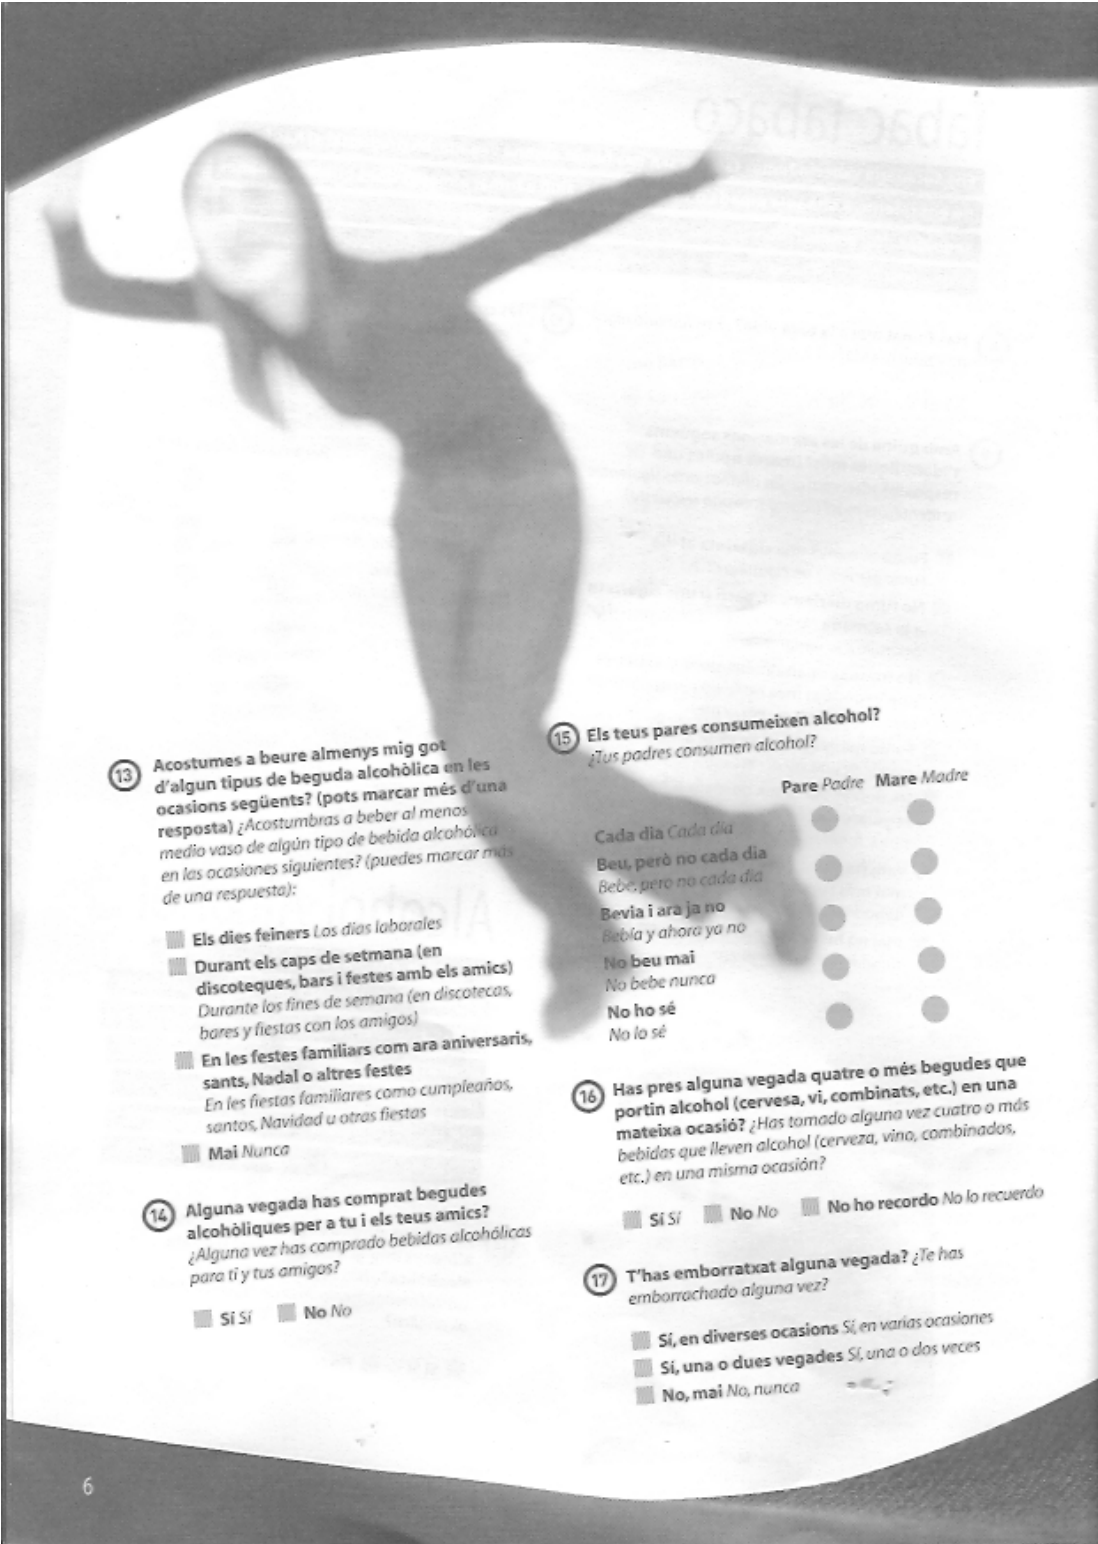 13 Acostumes a beure almenys mig got
d'algun tipus de beguda alcohòlica en les
ocasions següents? (pots marcar més d'una
resposta) ¿Acostumbras a beber al menos
medio vaso de algún tipo de bebida alcohólica
en las ocasiones siguientes? (puedes marcar más
de una respuesta):
Els dies feiners Los días laborales
Durant els caps de setmana (en
discoteques, bars i festes amb els amics)
Durante los fines de semana (en discotecas,
bares y fiestas con los amigos)
En les festes familiars com ara aniversaris,
sants, Nadal o altres festes
En les fiestas familiares como cumpleaños,
santos, Navidad u otras fiestas
Mai Nunca
14 Alguna vegada has comprat begudes
alcohòliques per a tu i els teus amics?
¿Alguna vez has comprado bebidas alcohólicas
para ti y tus amigos?
Sí Sí No No
15 Els teus pares consumeixen alcohol?
¿Tus padres consumen alcohol?
Pare Padre Mare Madre
Cada dia Cada día
Beu, però no cada dia
Bebe, pero no cada día
Bevia i ara ja no
Bebía y ahora ya no
No beu mai
No bebe nunca
No ho sé
No lo sé
16 Has pres alguna vegada quatre o més begudes que
portin alcohol (cervesa, vi, combinats, etc.) en una
mateixa ocasió? ¿Has tomado alguna vez cuatro o más
bebidas que lleven alcohol (cerveza, vino, combinados,
etc.) en una misma ocasión?
Sí Sí No No No ho recordo No lo recuerdo
17 T'has emborratxat alguna vegada? ¿Te has
emborrachado alguna vez?
Sí, en diverses ocasions Sí, en varias ocasiones
Sí, una o dues vegades Sí, una o dos veces
No, mai No, nunca
6